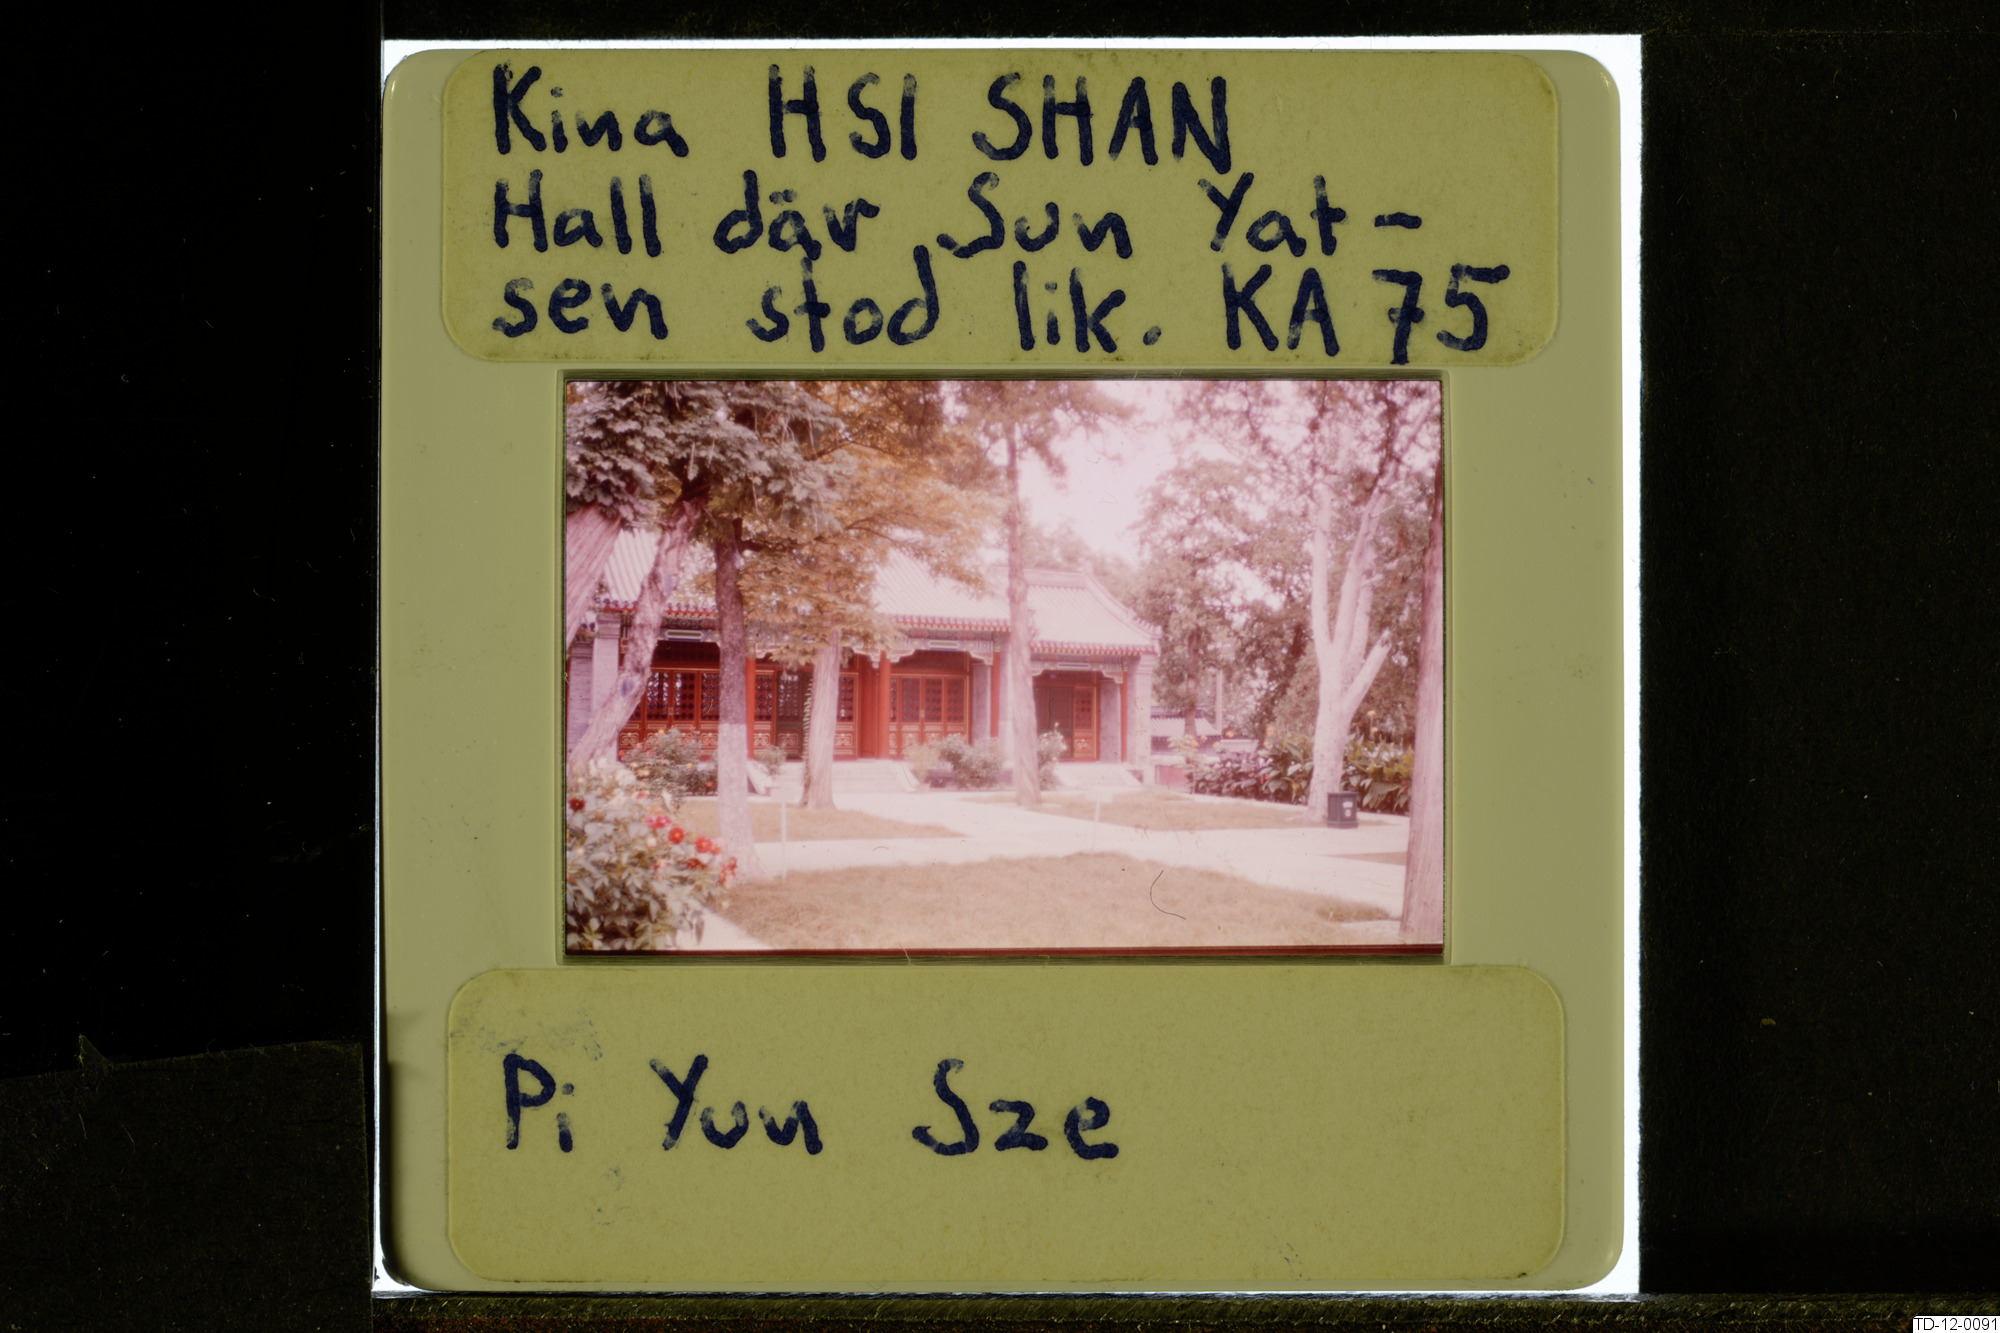 Kina HSI SHAN
Hall där Sun Yat-
sen stod lik. KA 75
Pi Yun Sze
TD-12-0091